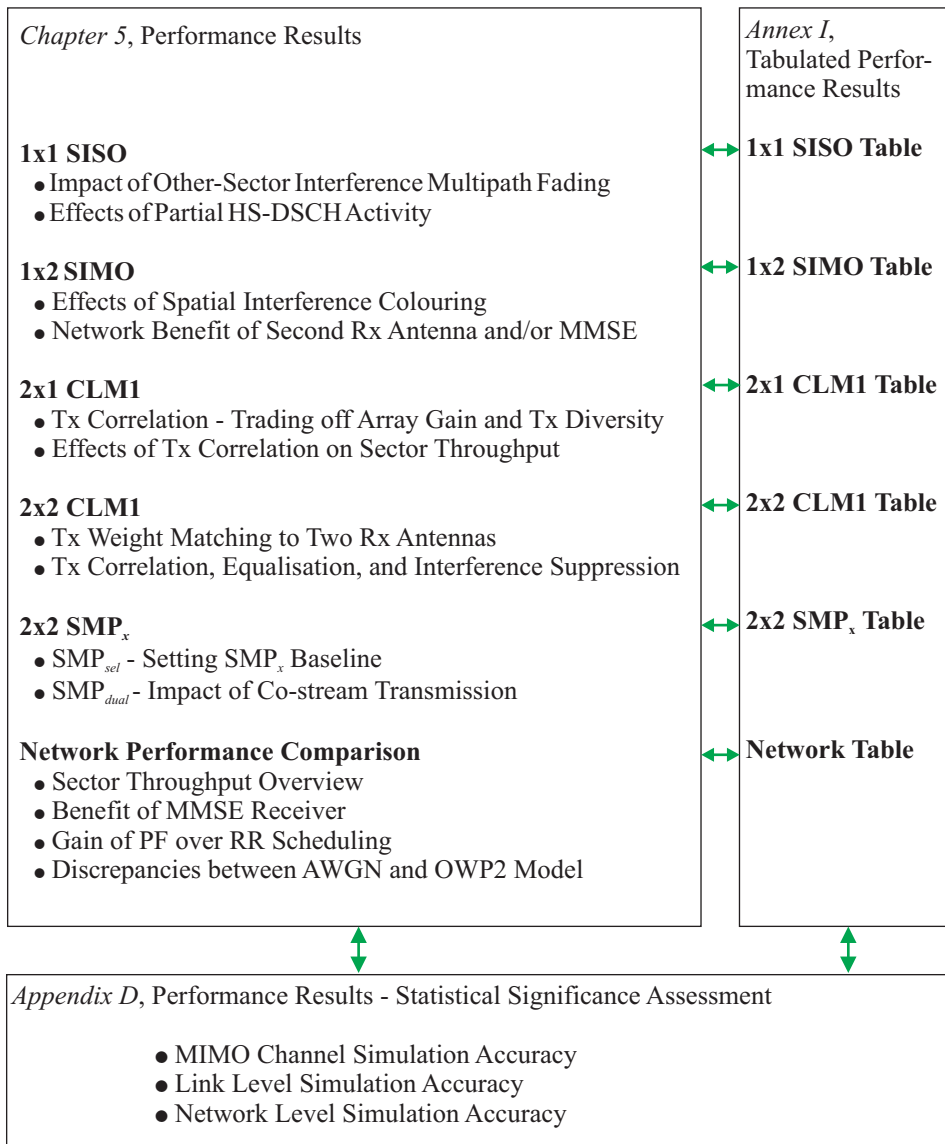 Chapter 5, Performance Results
1x1 SISO
● Impact of Other-Sector Interference Multipath Fading
● Effects of Partial HS-DSCH Activity
1x2 SIMO
● Effects of Spatial Interference Colouring
● Network Benefit of Second Rx Antenna and/or MMSE
2x1 CLM1
● Tx Correlation - Trading off Array Gain and Tx Diversity
● Effects of Tx Correlation on Sector Throughput
2x2 CLM1
● Tx Weight Matching to Two Rx Antennas
● Tx Correlation, Equalisation, and Interference Suppression
2x2 SMPx
● SMPsel - Setting SMPx Baseline
● SMPdual - Impact of Co-stream Transmission
Network Performance Comparison
● Sector Throughput Overview
● Benefit of MMSE Receiver
● Gain of PF over RR Scheduling
● Discrepancies between AWGN and OWP2 Model
Annex I,
Tabulated Perfor-
mance Results
1x1 SISO Table
1x2 SIMO Table
2x1 CLM1 Table
2x2 CLM1 Table
2x2 SMPx Table
Network Table
Appendix D, Performance Results - Statistical Significance Assessment
● MIMO Channel Simulation Accuracy
● Link Level Simulation Accuracy
● Network Level Simulation Accuracy